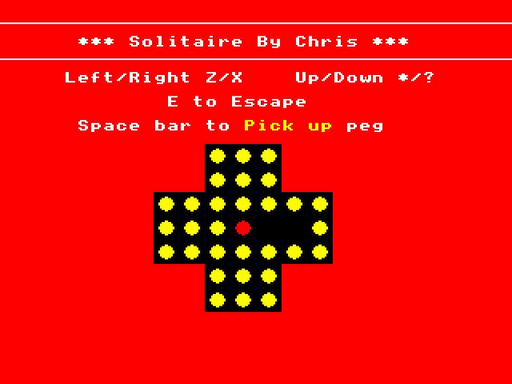 *** Solitaire By Chris ***
Left/Right Z/X    Up/Down */?
E to Escape
Space bar to Pick up peg